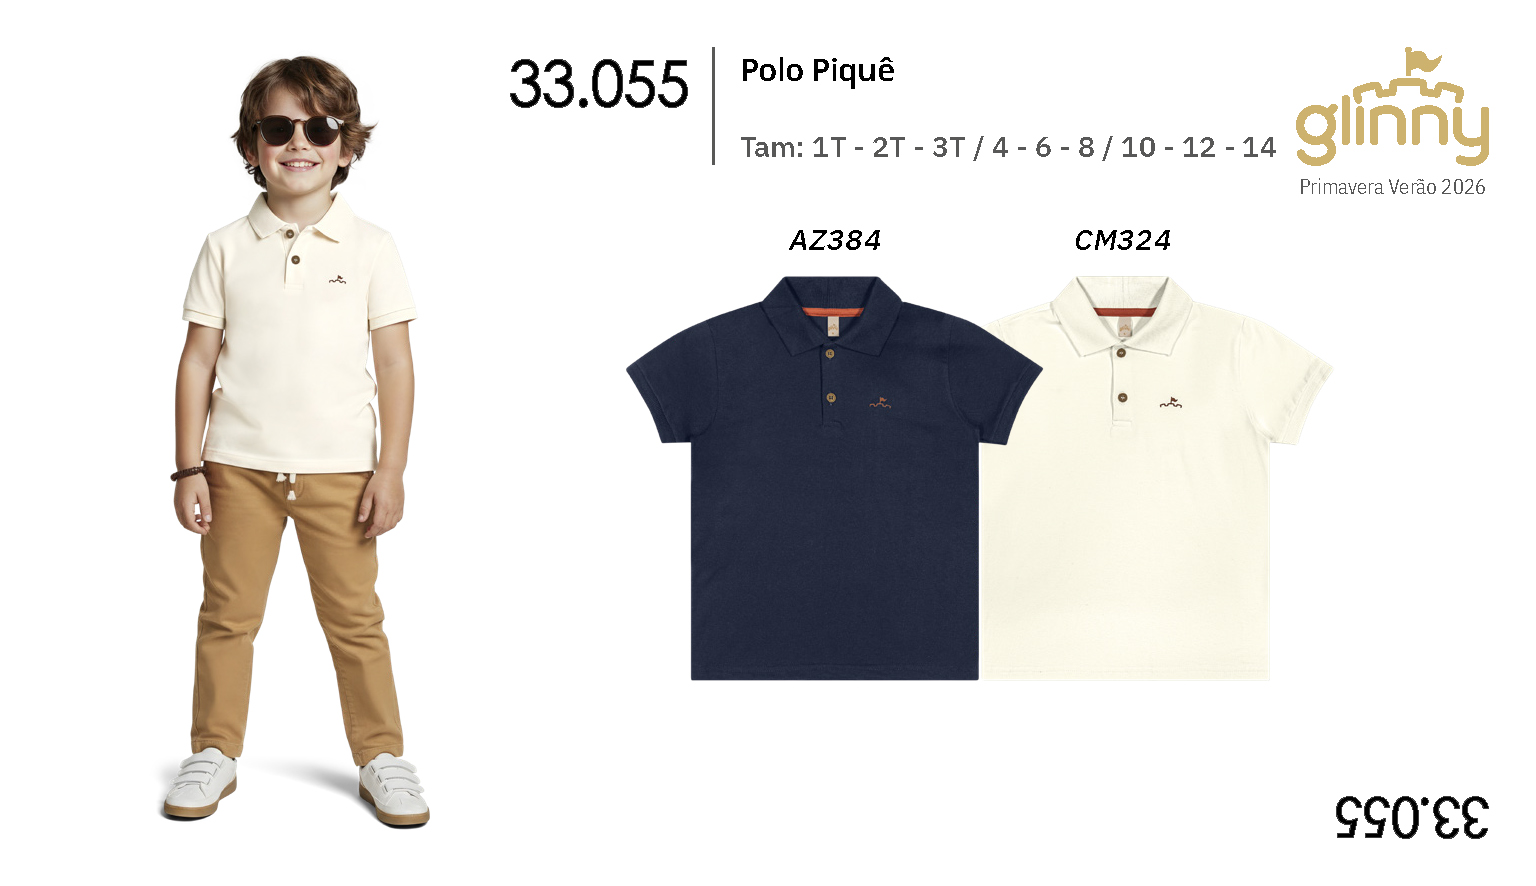 33.055
Polo Piquê
Tam: 1T - 2T - 3T / 4 - 6 - 8 / 10 - 12 - 14
glinny
Primavera Verão 2026
AZ384
CM324
33.055